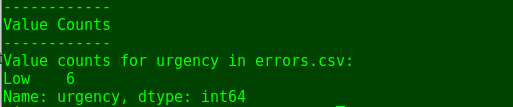 ------------
Value Counts
------------
Value counts for urgency in errors.csv:
Low    6
Name: urgency, dtype: int64